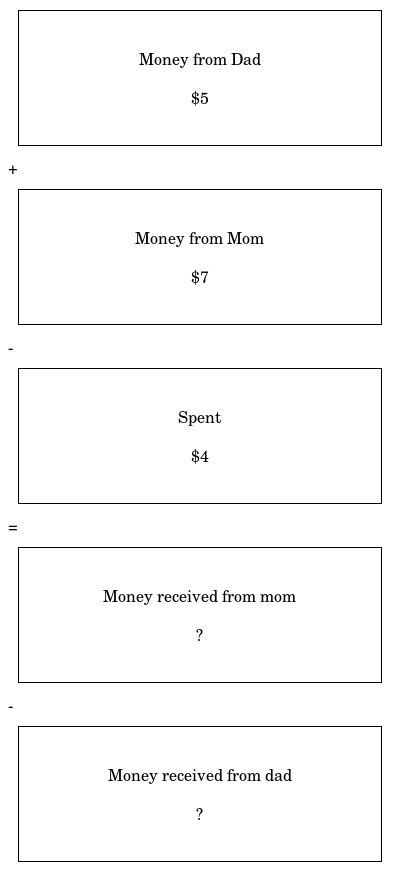 Money from Dad
$5
+
Money from Mom
$7
-
Spent
$4
=
Money received from mom
?
-
Money received from dad
?